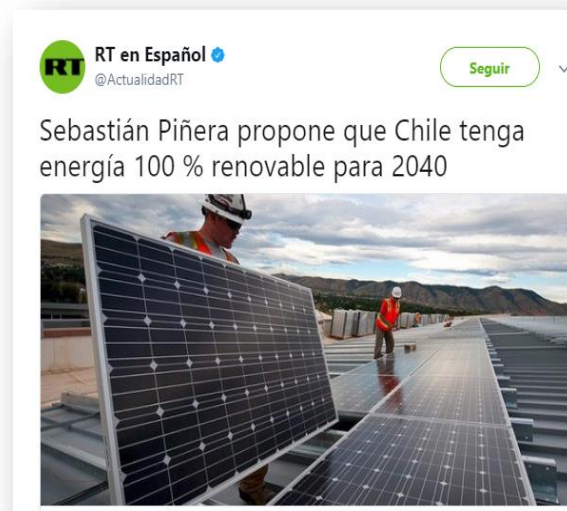 RT
RT en Español
@ActualidadRT
Seguir
Sebastián Piñera propone que Chile tenga
energía 100 % renovable para 2040